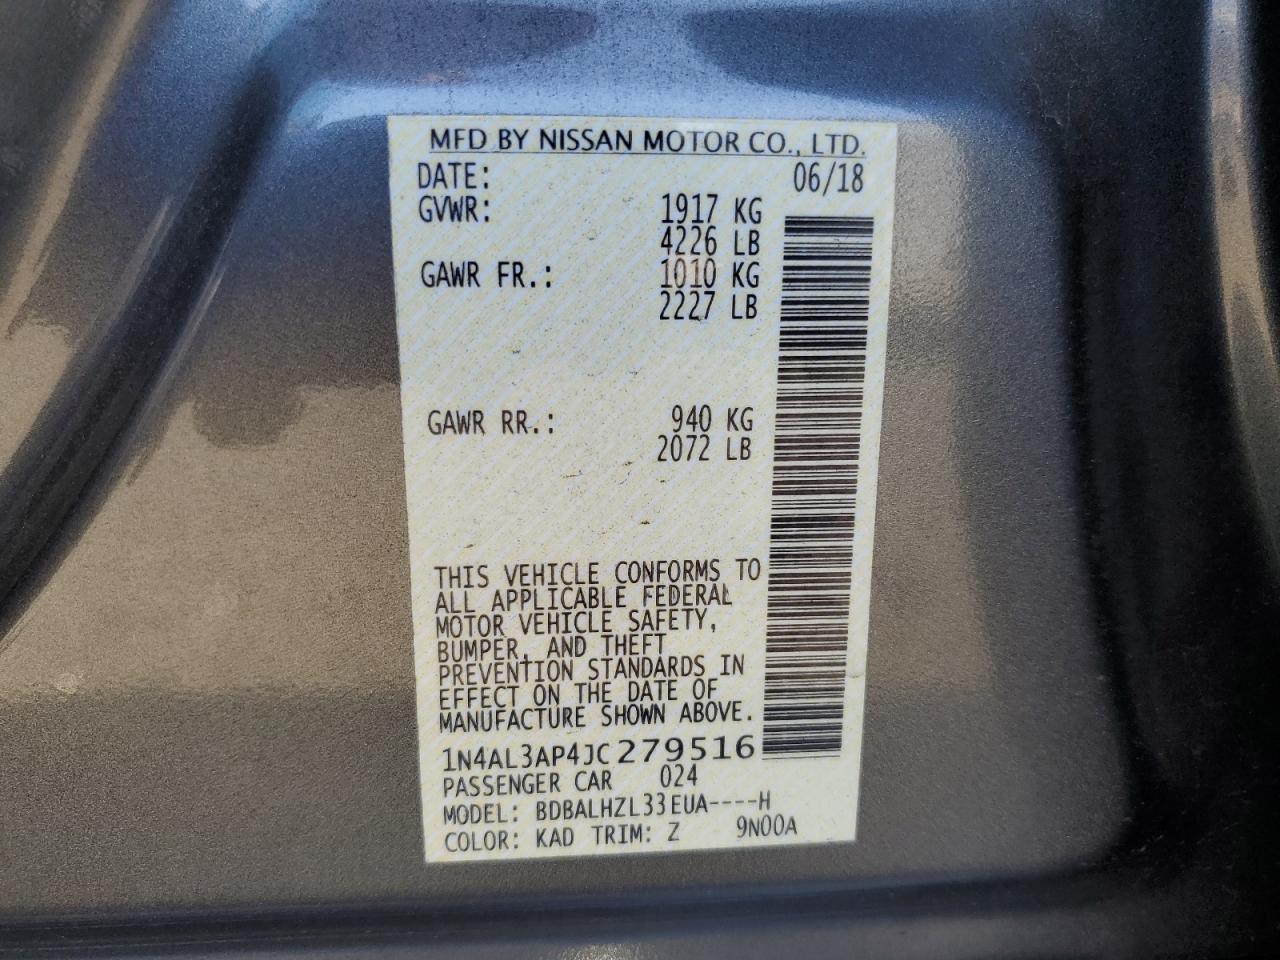 MFD BY NISSAN MOTOR CO., LTD.
DATE: 06/18
GVWR: 1917 KG
4226 LB
GAWR FR.: 1010 KG
2227 LB
GAWR RR.: 940 KG
2072 LB
THIS VEHICLE CONFORMS TO
ALL APPLICABLE FEDERAL
MOTOR VEHICLE SAFETY,
BUMPER, AND THEFT
PREVENTION STANDARDS IN
EFFECT ON THE DATE OF
MANUFACTURE SHOWN ABOVE.
1N4AL3AP4JC279516
PASSENGER CAR 024
MODEL: BDBALHZL33EUA----H
COLOR: KAD TRIM: Z 9N00A